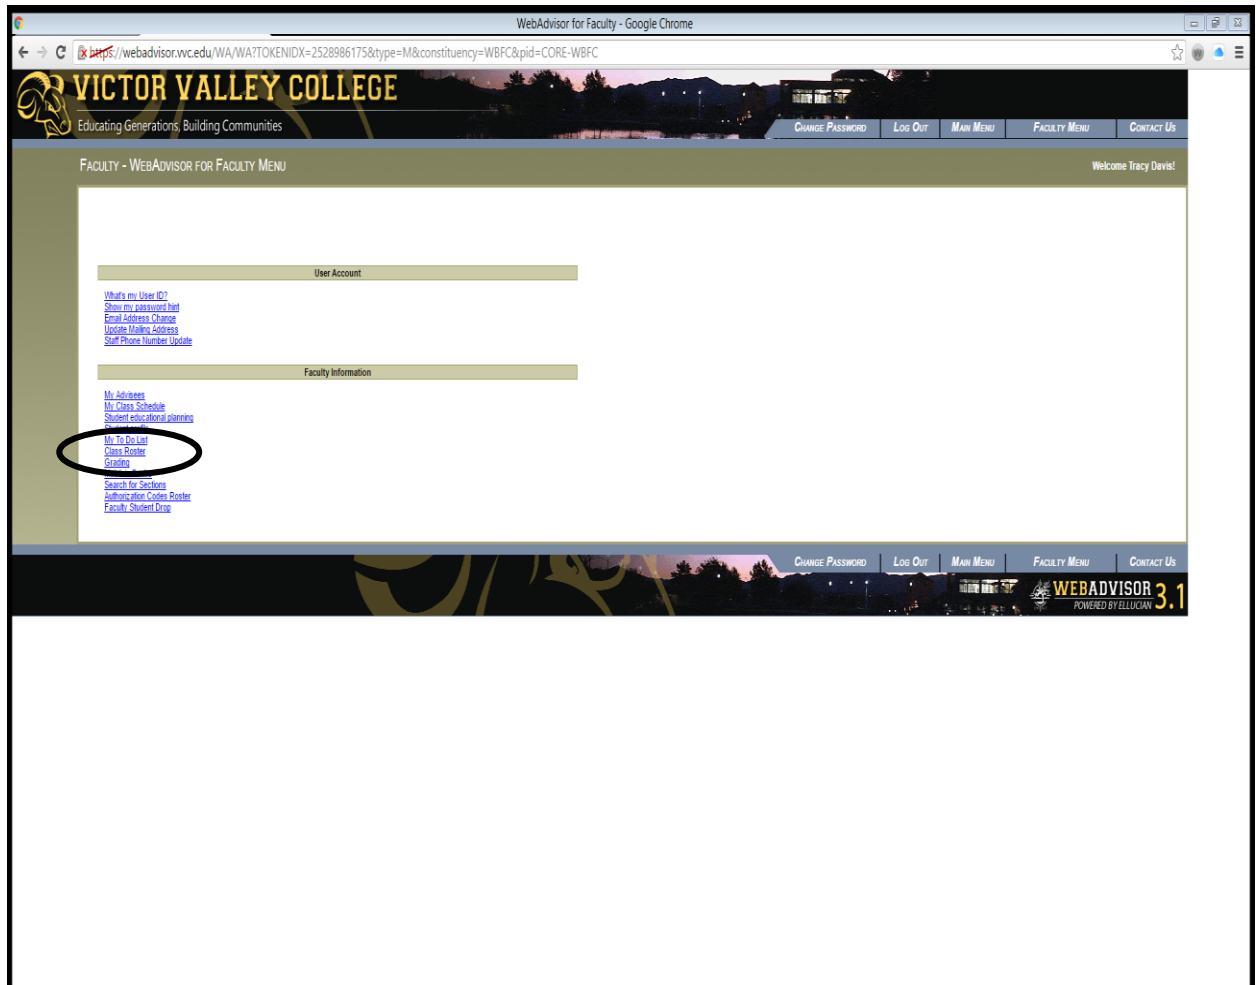 WebAdvisor for Faculty - Google Chrome
https://webadvisor.vvc.edu/WA/WA?TOKENIDX=2528986175&type=M&constituency=WBFC&pid=CORE-WBFC
VICTOR VALLEY COLLEGE
Educating Generations, Building Communities
CHANGE PASSWORD LOG OUT MAIN MENU FACULTY MENU CONTACT US
FACULTY - WEBADVISOR FOR FACULTY MENU
Welcome Tracy Davis!
User Account
What's my User ID?
Show my password hint
Email Address Change
Update Mailing Address
Staff Phone Number Update
Faculty Information
My Advisees
My Class Schedule
Student educational planning
Student profile
My To Do List
Class Roster
Grading
Search for Sections
Authorization Codes Roster
Faculty Student Drop
CHANGE PASSWORD LOG OUT MAIN MENU FACULTY MENU CONTACT US
WEBADVISOR 3.1
POWERED BY ELLUCIAN